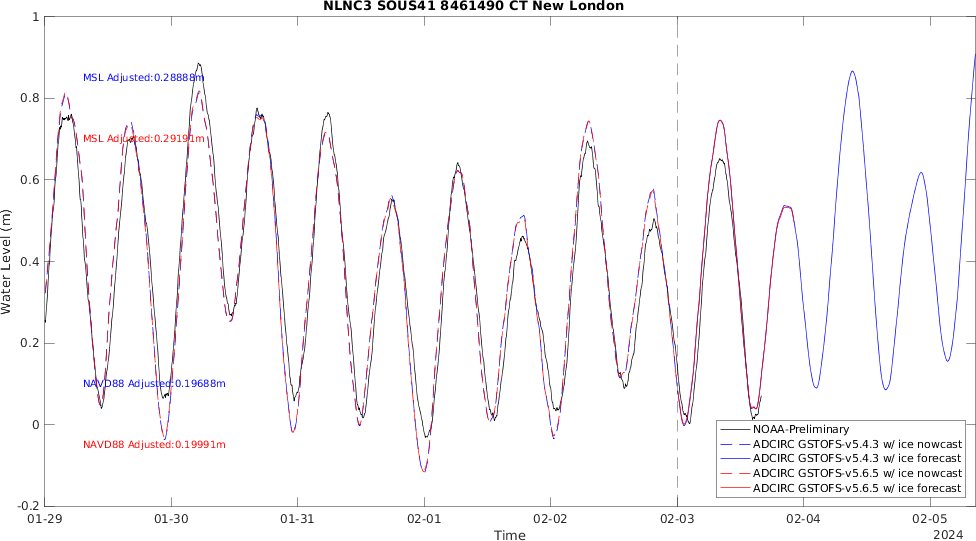 NLNC3 SOUS41 8461490 CT New London
1
0.8
0.6
0.4
0.2
0
-0.2
Water Level (m)
MSL Adjusted:0.28888m
MSL Adjusted:0.29191m
NAVD88 Adjusted:0.19688m
NAVD88 Adjusted:0.19991m
NOAA-Preliminary
ADCIRC GSTOFS-v5.4.3 w/ ice nowcast
ADCIRC GSTOFS-v5.4.3 w/ ice forecast
ADCIRC GSTOFS-v5.6.5 w/ ice nowcast
ADCIRC GSTOFS-v5.6.5 w/ ice forecast
01-29 01-30 01-31 02-01 02-02 02-03 02-04 02-05
Time
2024